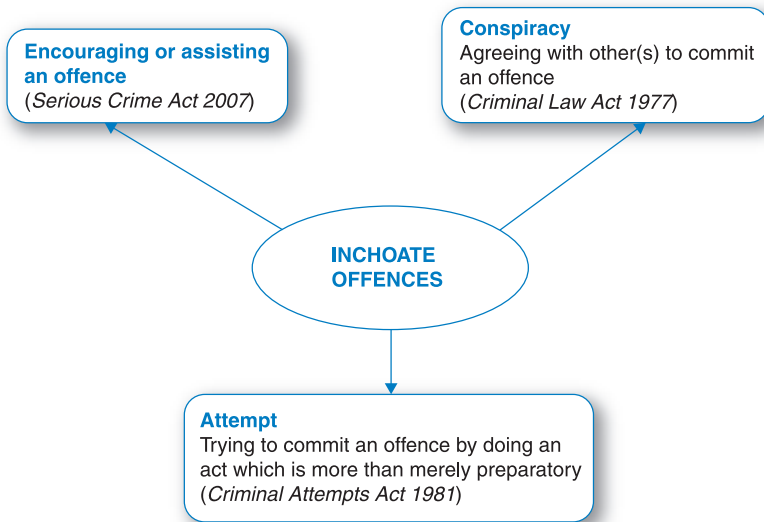 Encouraging or assisting
an offence
(Serious Crime Act 2007)
Conspiracy
Agreeing with other(s) to commit
an offence
(Criminal Law Act 1977)
INCHOATE
OFFENCES
Attempt
Trying to commit an offence by doing an
act which is more than merely preparatory
(Criminal Attempts Act 1981)